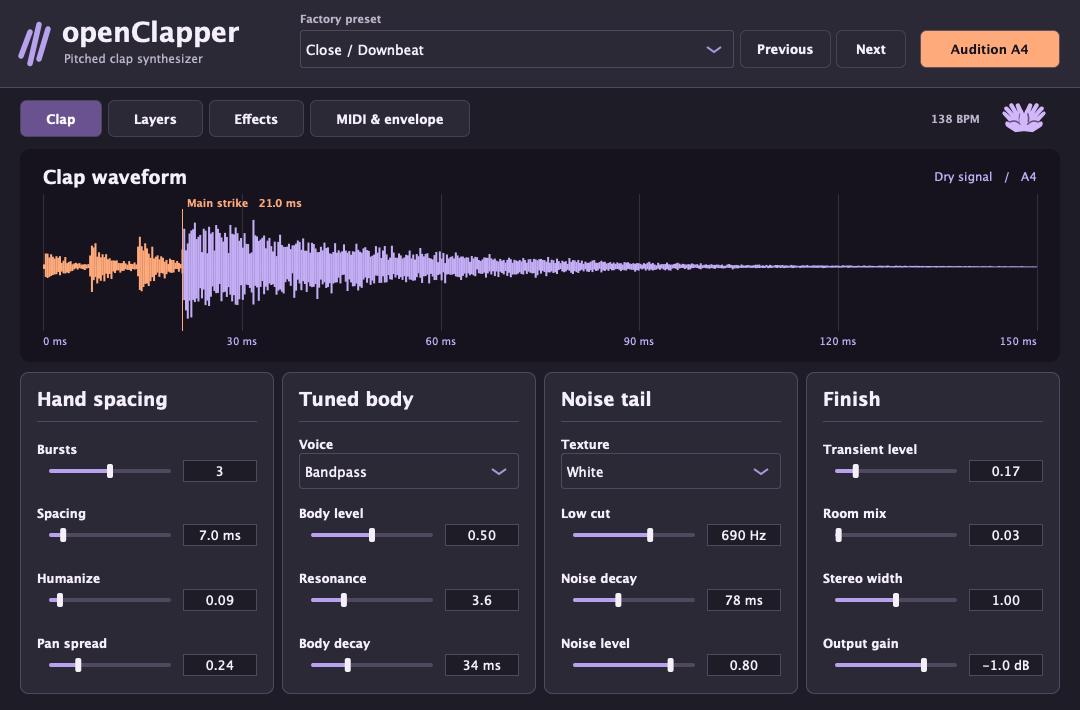 openClapper
Pitched clap synthesizer
Factory preset
Close / Downbeat
Previous
Next
Audition A4
Clap
Layers
Effects
MIDI & envelope
138 BPM
Clap waveform
Dry signal / A4
Main strike 21.0 ms
0 ms
30 ms
60 ms
90 ms
120 ms
150 ms
Hand spacing
Bursts
3
Spacing
7.0 ms
Humanize
0.09
Pan spread
0.24
Tuned body
Voice
Bandpass
Body level
0.50
Resonance
3.6
Body decay
34 ms
Noise tail
Texture
White
Low cut
690 Hz
Noise decay
78 ms
Noise level
0.80
Finish
Transient level
0.17
Room mix
0.03
Stereo width
1.00
Output gain
−1.0 dB